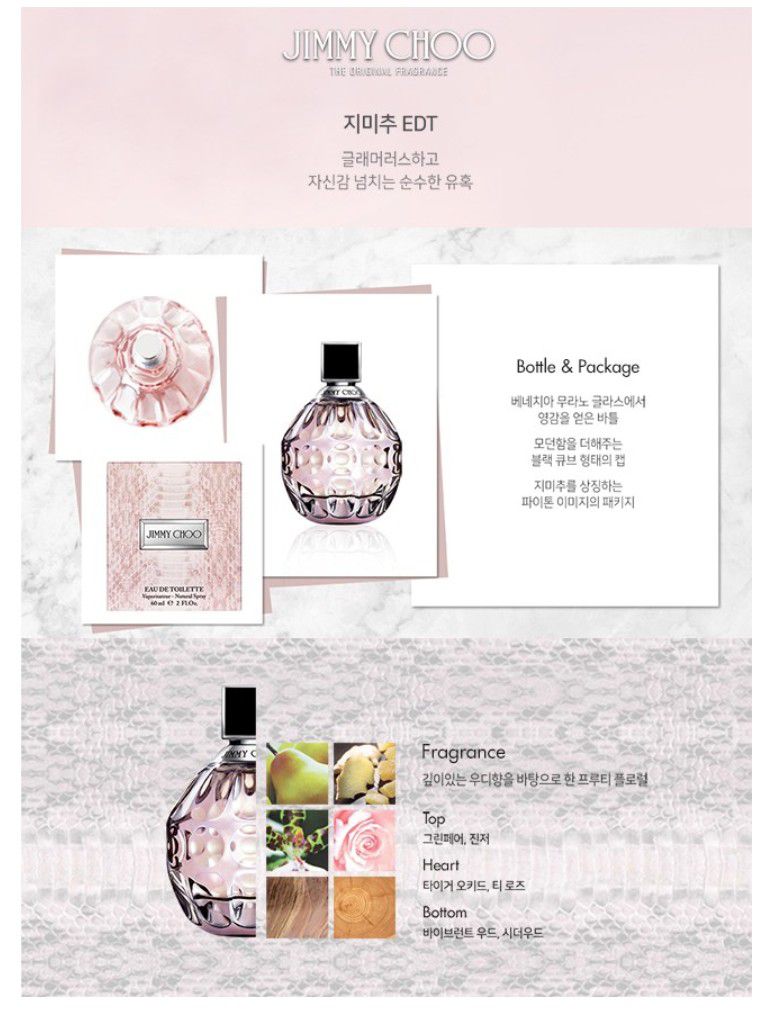 JIMMY CHOO
THE ORIGINAL FRAGRANCE
지미추 EDT
글래머러스하고
자신감 넘치는 순수한 유혹
JIMMY CHOO
JIMMY CHOO
EAU DE TOILETTE
Vaporisateur - Natural Spray
60 ml ℮ 2 Fl.Oz.
Bottle & Package
베네치아 무라노 글라스에서
영감을 얻은 바틀
모던함을 더해주는
블랙 큐브 형태의 캡
지미추를 상징하는
파이톤 이미지의 패키지
MMY C
Fragrance
깊이있는 우디향을 바탕으로 한 프루티 플로럴
Top
그린페어, 진저
Heart
타이거 오키드, 티 로즈
Bottom
바이브런트 우드, 시더우드